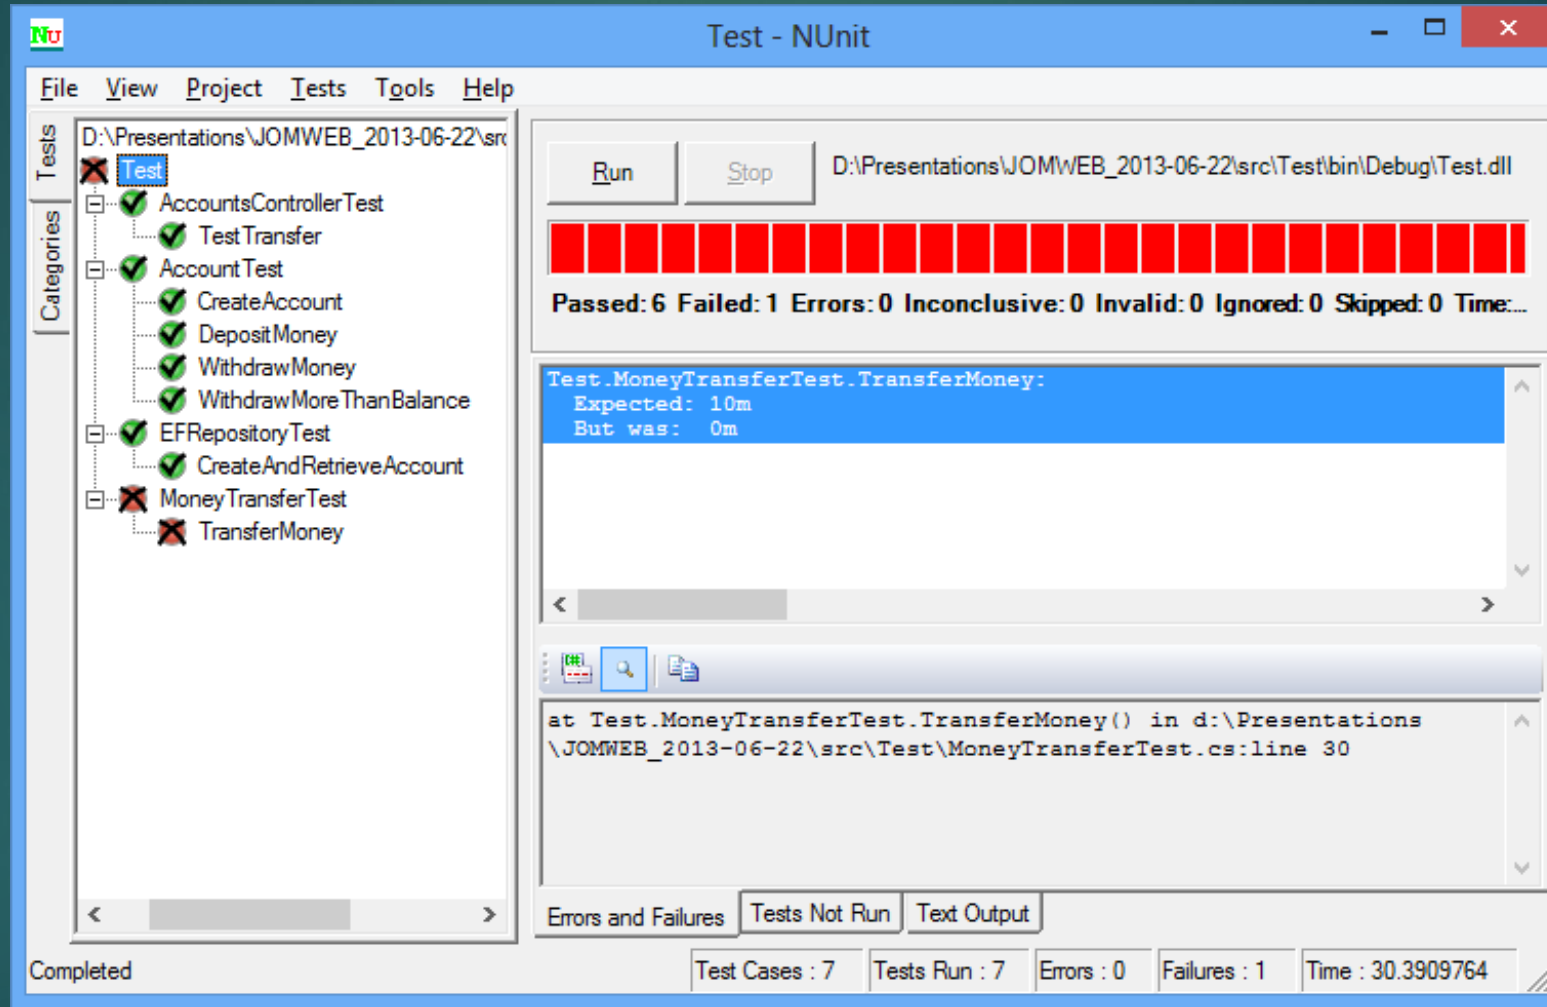 NU
Test - NUnit
File View Project Tests Tools Help
Tests
Categories
D:\Presentations\JOMWEB_2013-06-22\src
Test
AccountsControllerTest
TestTransfer
AccountTest
CreateAccount
DepositMoney
WithdrawMoney
WithdrawMoreThanBalance
EFRepositoryTest
CreateAndRetrieveAccount
MoneyTransferTest
TransferMoney
Run Stop D:\Presentations\JOMWEB_2013-06-22\src\Test\bin\Debug\Test.dll
Passed: 6 Failed: 1 Errors: 0 Inconclusive: 0 Invalid: 0 Ignored: 0 Skipped: 0 Time:...
Test.MoneyTransferTest.TransferMoney:
Expected: 10m
But was: 0m
at Test.MoneyTransferTest.TransferMoney() in d:\Presentations
\JOMWEB_2013-06-22\src\Test\MoneyTransferTest.cs:line 30
Errors and Failures Tests Not Run Text Output
Completed Test Cases : 7 Tests Run : 7 Errors : 0 Failures : 1 Time : 30.3909764